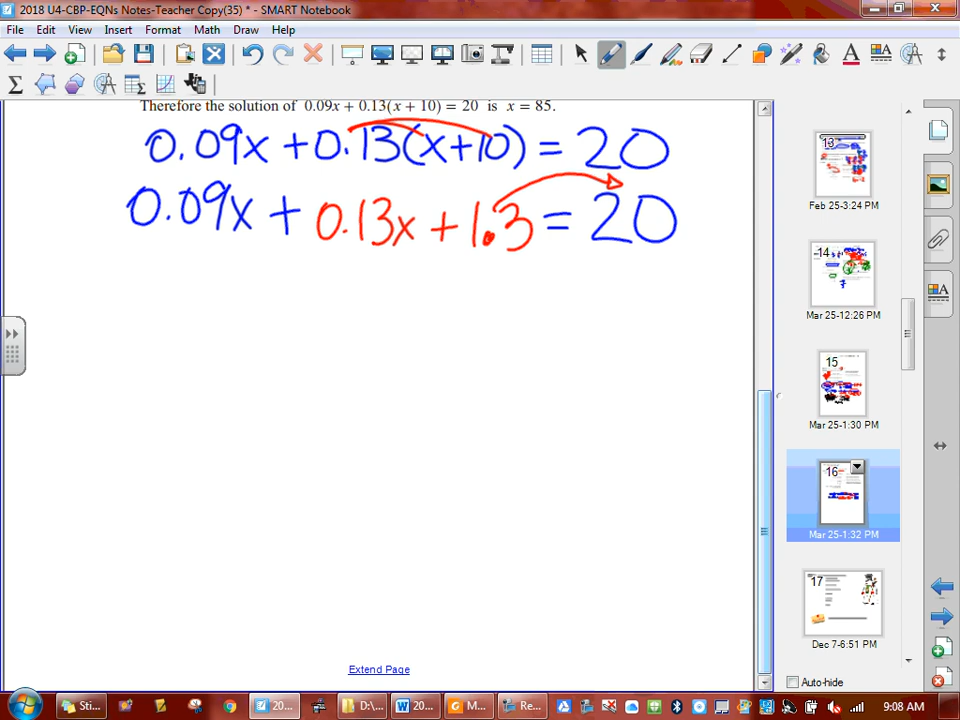 2018 U4-CBP-EQNs Notes-Teacher Copy(35) * - SMART Notebook
File Edit View Insert Format Math Draw Help
Therefore the solution of 0.09x + 0.13(x + 10) = 20 is x = 85.
0.09x + 0.13(x+10) = 20
0.09x + 0.13x + 1.3 = 20
13
Feb 25-3:24 PM
14
Mar 25-12:26 PM
15
Mar 25-1:30 PM
16
Mar 25-1:32 PM
17
Dec 7-6:51 PM
Extend Page
Auto-hide
Sti...
20...
D:\...
20...
M...
Re...
9:08 AM